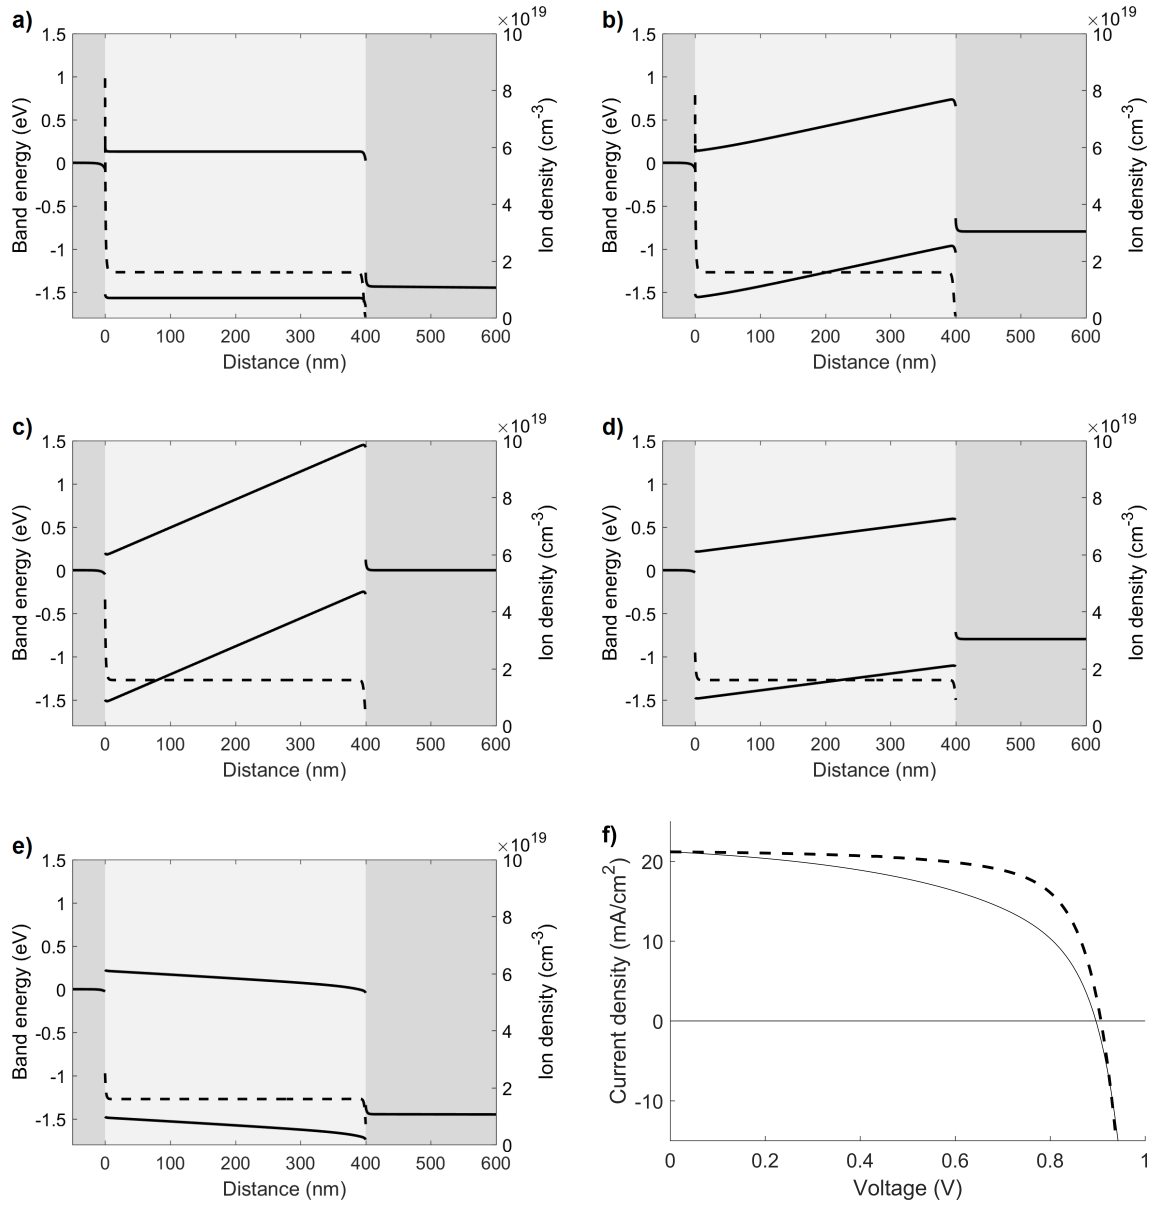 a)
×10^19
1.5
1
0.5
0
-0.5
-1
-1.5
Band energy (eV)
10
8
6
4
2
0
Ion density (cm^-3)
0 100 200 300 400 500 600
Distance (nm)
b)
×10^19
1.5
1
0.5
0
-0.5
-1
-1.5
Band energy (eV)
10
8
6
4
2
0
Ion density (cm^-3)
0 100 200 300 400 500 600
Distance (nm)
c)
×10^19
1.5
1
0.5
0
-0.5
-1
-1.5
Band energy (eV)
10
8
6
4
2
0
Ion density (cm^-3)
0 100 200 300 400 500 600
Distance (nm)
d)
×10^19
1.5
1
0.5
0
-0.5
-1
-1.5
Band energy (eV)
10
8
6
4
2
0
Ion density (cm^-3)
0 100 200 300 400 500 600
Distance (nm)
e)
×10^19
1.5
1
0.5
0
-0.5
-1
-1.5
Band energy (eV)
10
8
6
4
2
0
Ion density (cm^-3)
0 100 200 300 400 500 600
Distance (nm)
f)
20
10
0
-10
Current density (mA/cm^2)
0 0.2 0.4 0.6 0.8 1
Voltage (V)